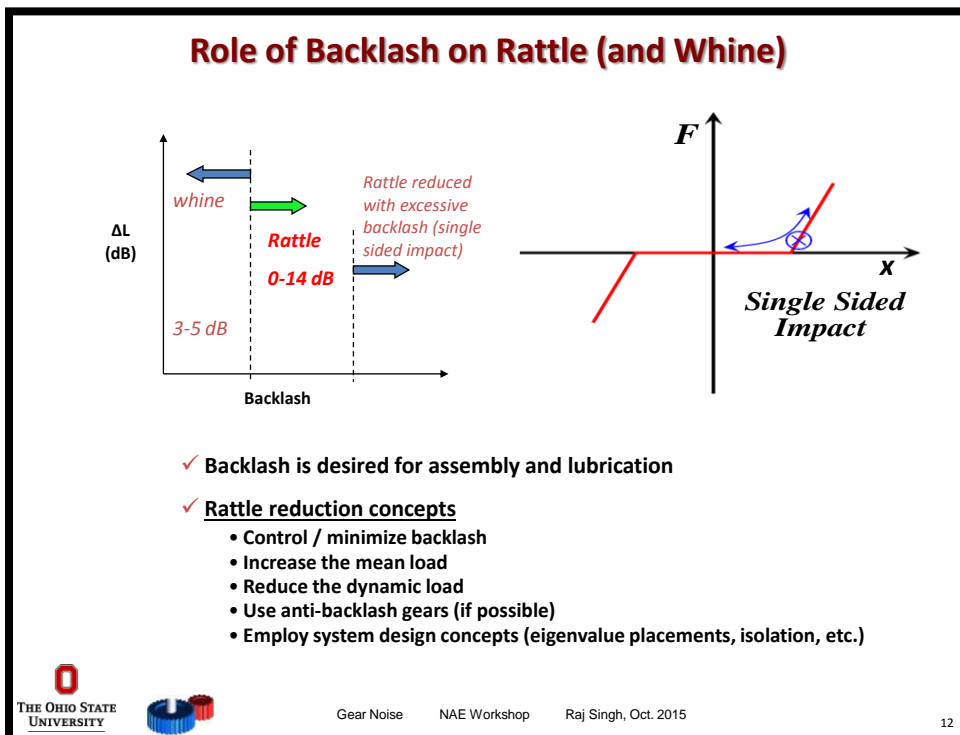 Role of Backlash on Rattle (and Whine)
ΔL
(dB)
whine
3-5 dB
Rattle
0-14 dB
Rattle reduced
with excessive
backlash (single
sided impact)
Backlash
F
x
Single Sided
Impact
✓ Backlash is desired for assembly and lubrication
✓ Rattle reduction concepts
• Control / minimize backlash
• Increase the mean load
• Reduce the dynamic load
• Use anti-backlash gears (if possible)
• Employ system design concepts (eigenvalue placements, isolation, etc.)
THE OHIO STATE
UNIVERSITY
Gear Noise NAE Workshop Raj Singh, Oct. 2015
12